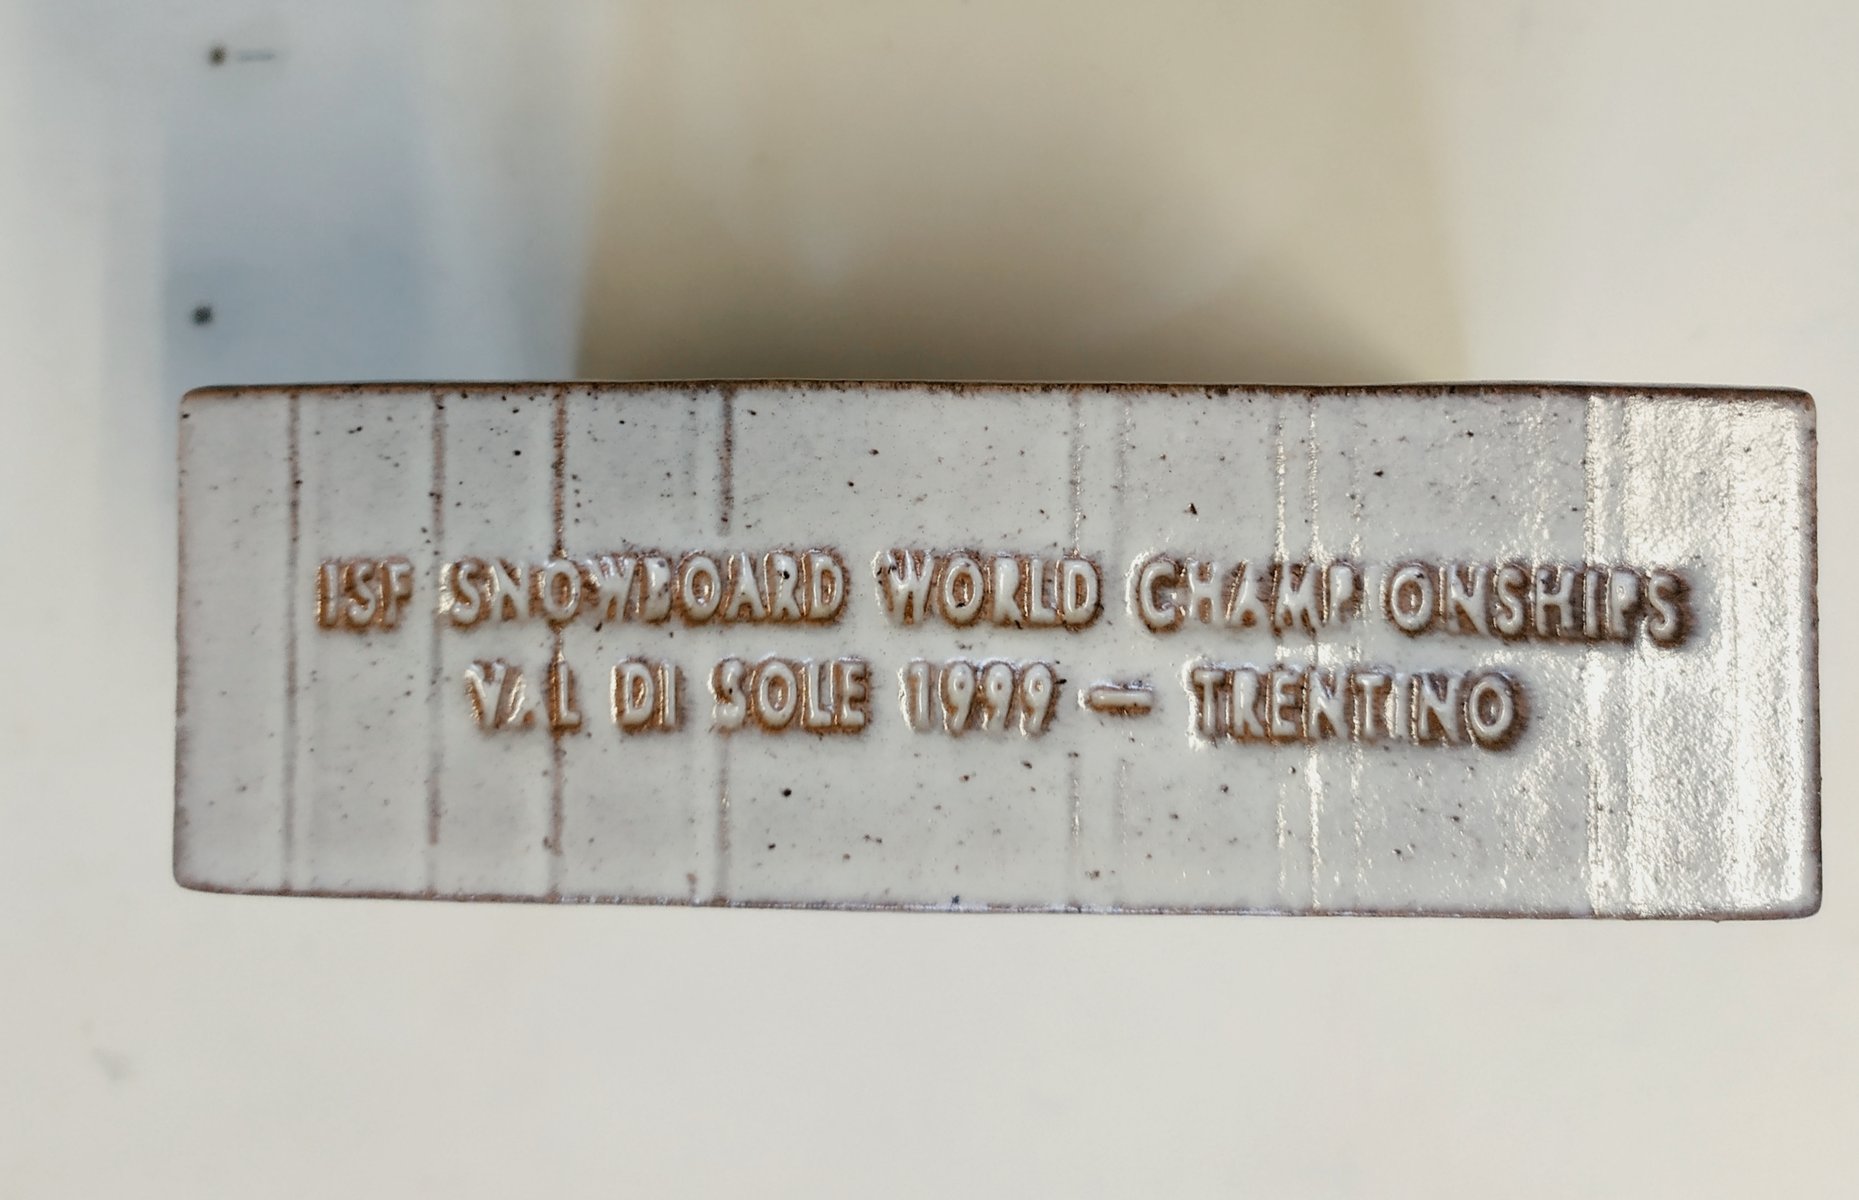 ISF SNOWBOARD WORLD CHAMPIONSHIPS
VAL DI SOLE 1999 - TRENTINO